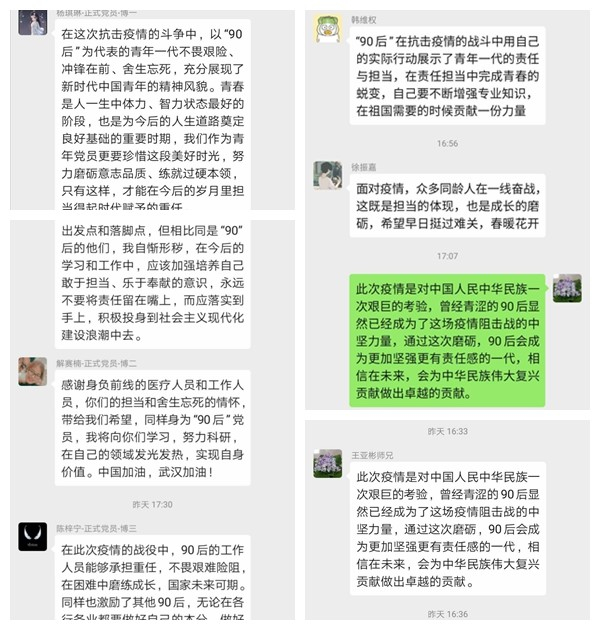 杨琪琳-正式党员-博一
在这次抗击疫情的斗争中，以“90
后”为代表的青年一代不畏艰险、
冲锋在前、舍生忘死，充分展现了
新时代中国青年的精神风貌。青春
是人一生中体力、智力状态最好的
阶段，也是为今后的人生道路奠定
良好基础的重要时期，我们作为青
年党员更要珍惜这段美好时光，努
力磨砺意志品质、练就过硬本领，
只有这样，才能在今后的岁月里担
当得起时代赋予的重任
出发点和落脚点，但相比同是“90”
后的他们，我自惭形秽，在今后的
学习和工作中，应该加强培养自己
敢于担当、乐于奉献的意识，永远
不要将责任留在嘴上，而应落实到
手上，积极投身到社会主义现代化
建设浪潮中去。
解赛楠-正式党员-博二
感谢身负前线的医疗人员和工作人
员，你们的担当和舍生忘死的情怀，
带给我们希望，同样身为“90后”党
员，我将向你们学习，努力科研，
在自己的领域发光发热，实现自身
价值。中国加油，武汉加油！
昨天 17:30
陈梓宁-正式党员-博三
在此次疫情的战役中，90后的工作
人员能够承担重任，不畏艰难险阻，
在困难中磨练成长，国家未来可期。
同样也激励了其他90后，无论在各
行各业都要做好自己的本分，做好
韩维权
“90后”在抗击疫情的战斗中用自己
的实际行动展示了青年一代的责任
与担当，在责任担当中完成青春的
蜕变，自己要不断增强专业知识，
在祖国需要的时候贡献一份力量
16:56
徐振嘉
面对疫情，众多同龄人在一线奋战，
这既是担当的体现，也是成长的磨
砺，希望早日挺过难关，春暖花开
17:07
此次疫情是对中国人民中华民族一
次艰巨的考验，曾经青涩的90后显
然已经成为了这场疫情阻击战的中
坚力量，通过这次磨砺，90后会成
为更加坚强更有责任感的一代，相
信在未来，会为中华民族伟大复兴
贡献做出卓越的贡献。
昨天 16:33
王亚彬师兄
此次疫情是对中国人民中华民族一
次艰巨的考验，曾经青涩的90后显
然已经成为了这场疫情阻击战的中
坚力量，通过这次磨砺，90后会成
为更加坚强更有责任感的一代，相
信在未来，会为中华民族伟大复兴
贡献做出卓越的贡献。
昨天 16:36